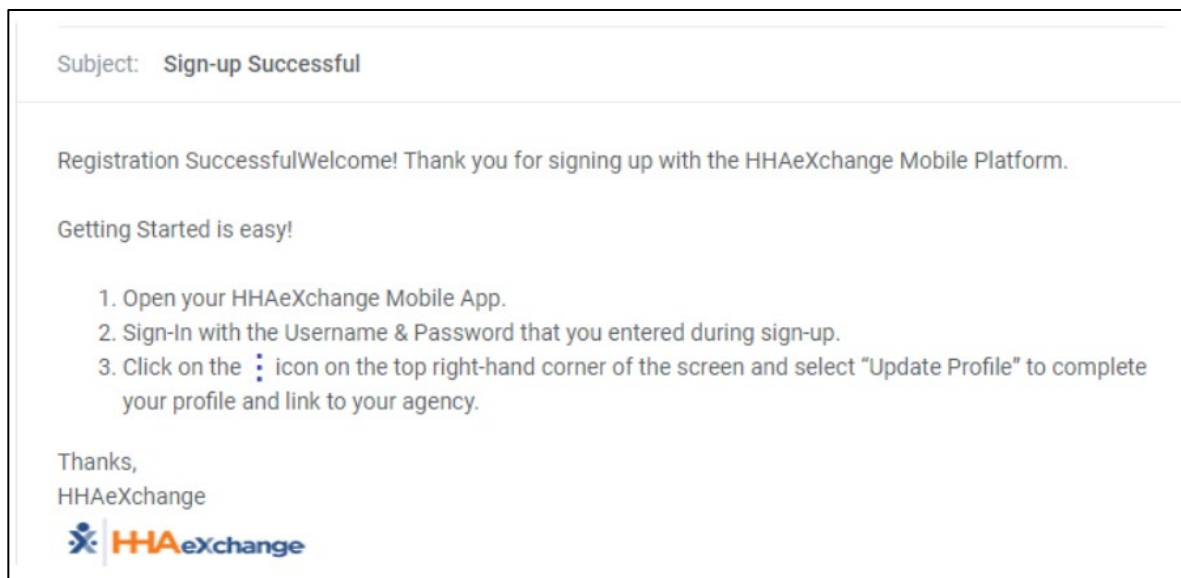 Subject: Sign-up Successful
Registration SuccessfulWelcome! Thank you for signing up with the HHAeXchange Mobile Platform.
Getting Started is easy!
1. Open your HHAeXchange Mobile App.
2. Sign-In with the Username & Password that you entered during sign-up.
3. Click on the ⋮ icon on the top right-hand corner of the screen and select “Update Profile” to complete
your profile and link to your agency.
Thanks,
HHAeXchange
HHAeXchange